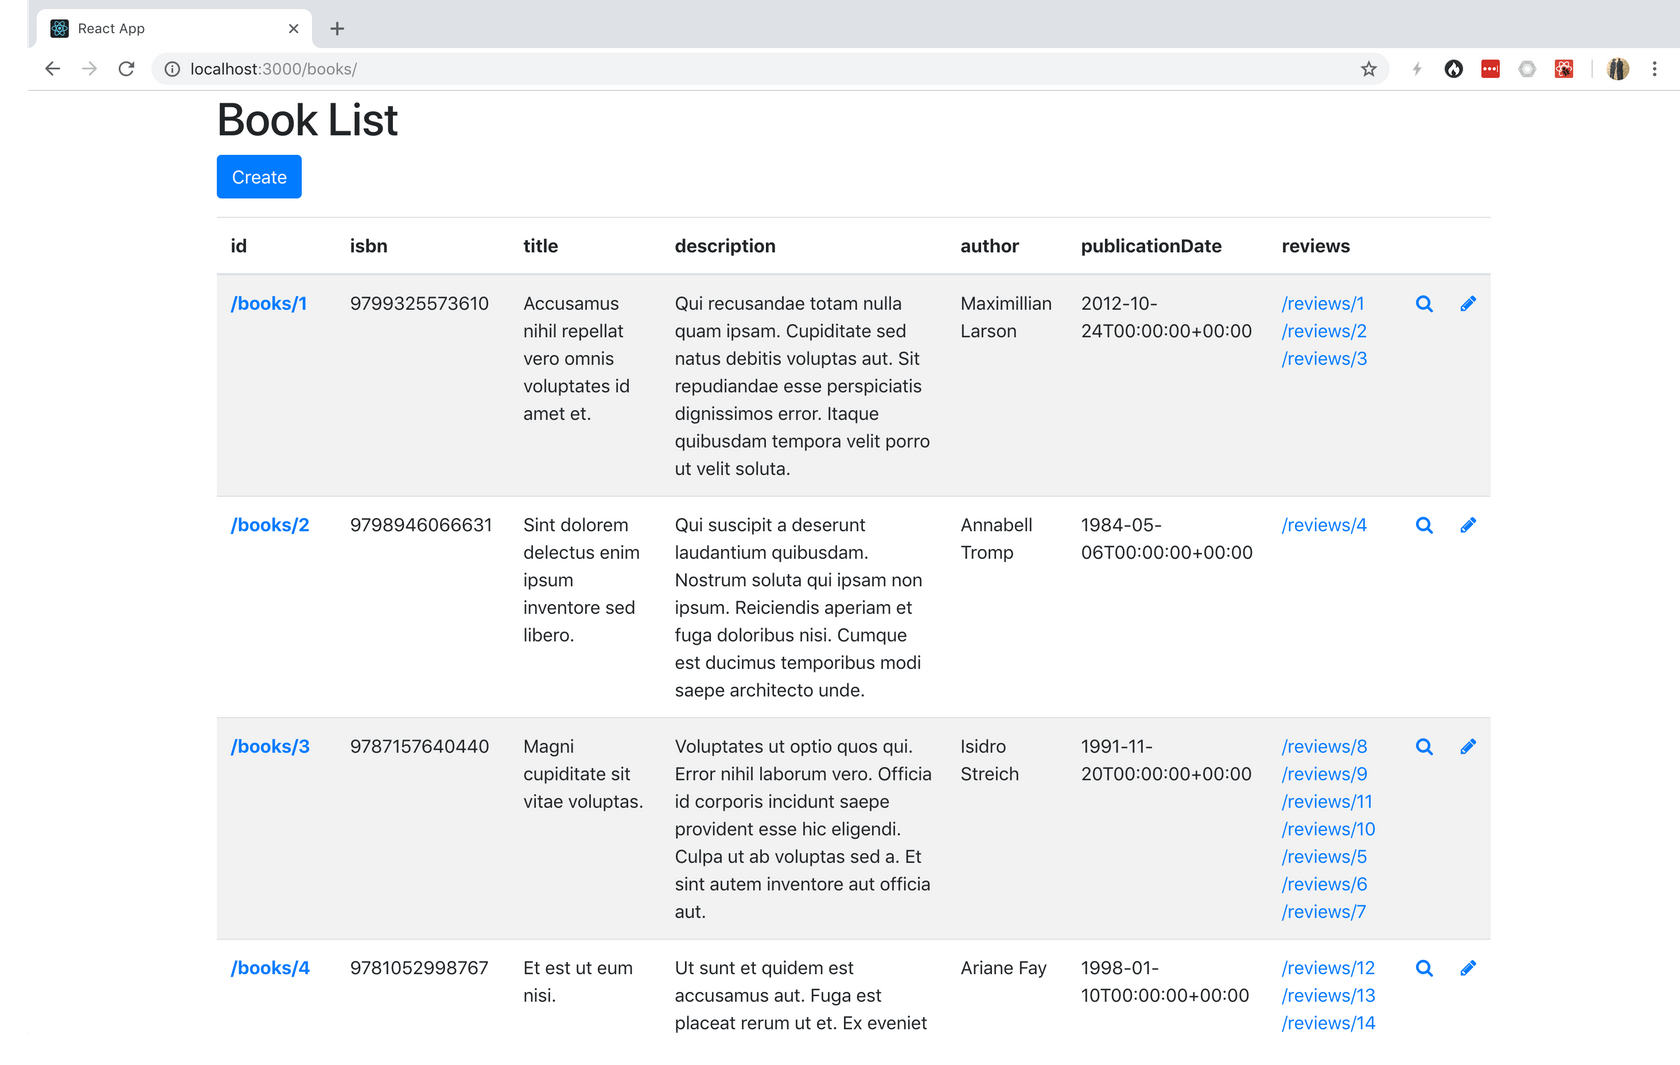 React App
localhost:3000/books/
Book List
Create
id isbn title description author publicationDate reviews
/books/1 9799325573610 Accusamus Qui recusandae totam nulla Maximillian 2012-10- /reviews/1
nihil repellat quam ipsam. Cupiditate sed Larson 24T00:00:00+00:00 /reviews/2
vero omnis natus debitis voluptas aut. Sit /reviews/3
voluptates id repudiandae esse perspiciatis
amet et. dignissimos error. Itaque
quibusdam tempora velit porro
ut velit soluta.
/books/2 9798946066631 Sint dolorem Qui suscipit a deserunt Annabell 1984-05- /reviews/4
delectus enim laudantium quibusdam. Tromp 06T00:00:00+00:00
ipsum Nostrum soluta qui ipsam non
inventore sed ipsum. Reiciendis aperiam et
libero. fuga doloribus nisi. Cumque
est ducimus temporibus modi
saepe architecto unde.
/books/3 9787157640440 Magni Voluptates ut optio quos qui. Isidro 1991-11- /reviews/8
cupiditate sit Error nihil laborum vero. Officia Streich 20T00:00:00+00:00 /reviews/9
vitae voluptas. id corporis incidunt saepe /reviews/11
provident esse hic eligendi. /reviews/10
Culpa ut ab voluptas sed a. Et /reviews/5
sint autem inventore aut officia /reviews/6
aut. /reviews/7
/books/4 9781052998767 Et est ut eum Ut sunt et quidem est Ariane Fay 1998-01- /reviews/12
nisi. accusamus aut. Fuga est 10T00:00:00+00:00 /reviews/13
placeat rerum ut et. Ex eveniet /reviews/14